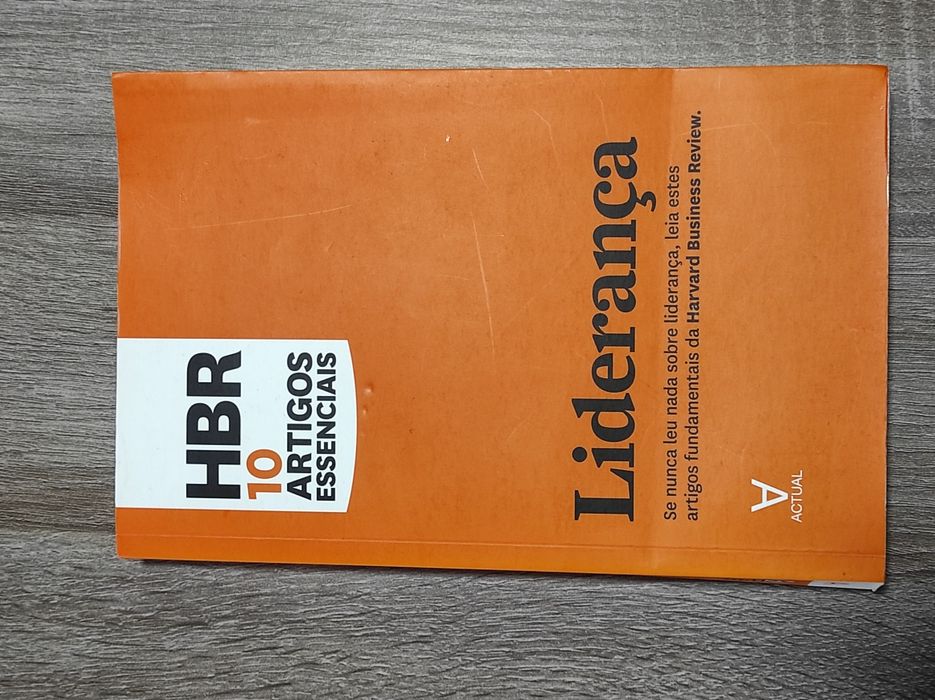 HBR
10
ARTIGOS
ESSENCIAIS
Liderança
Se nunca leu nada sobre liderança, leia estes
artigos fundamentais da Harvard Business Review.
ACTUAL